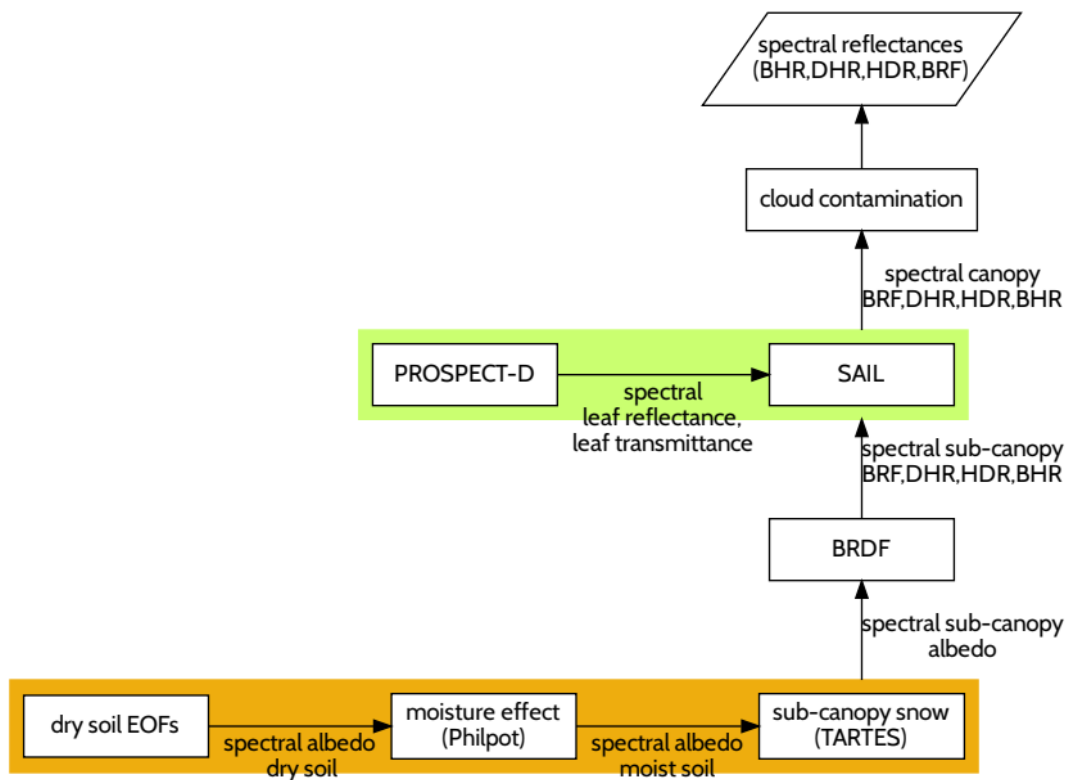 spectral reflectances
(BHR,DHR,HDR,BRF)
cloud contamination
spectral canopy
BRF,DHR,HDR,BHR
PROSPECT-D
SAIL
spectral
leaf reflectance,
leaf transmittance
spectral sub-canopy
BRF,DHR,HDR,BHR
BRDF
spectral sub-canopy
albedo
dry soil EOFs
spectral albedo
dry soil
moisture effect
(Philpot)
spectral albedo
moist soil
sub-canopy snow
(TARTES)